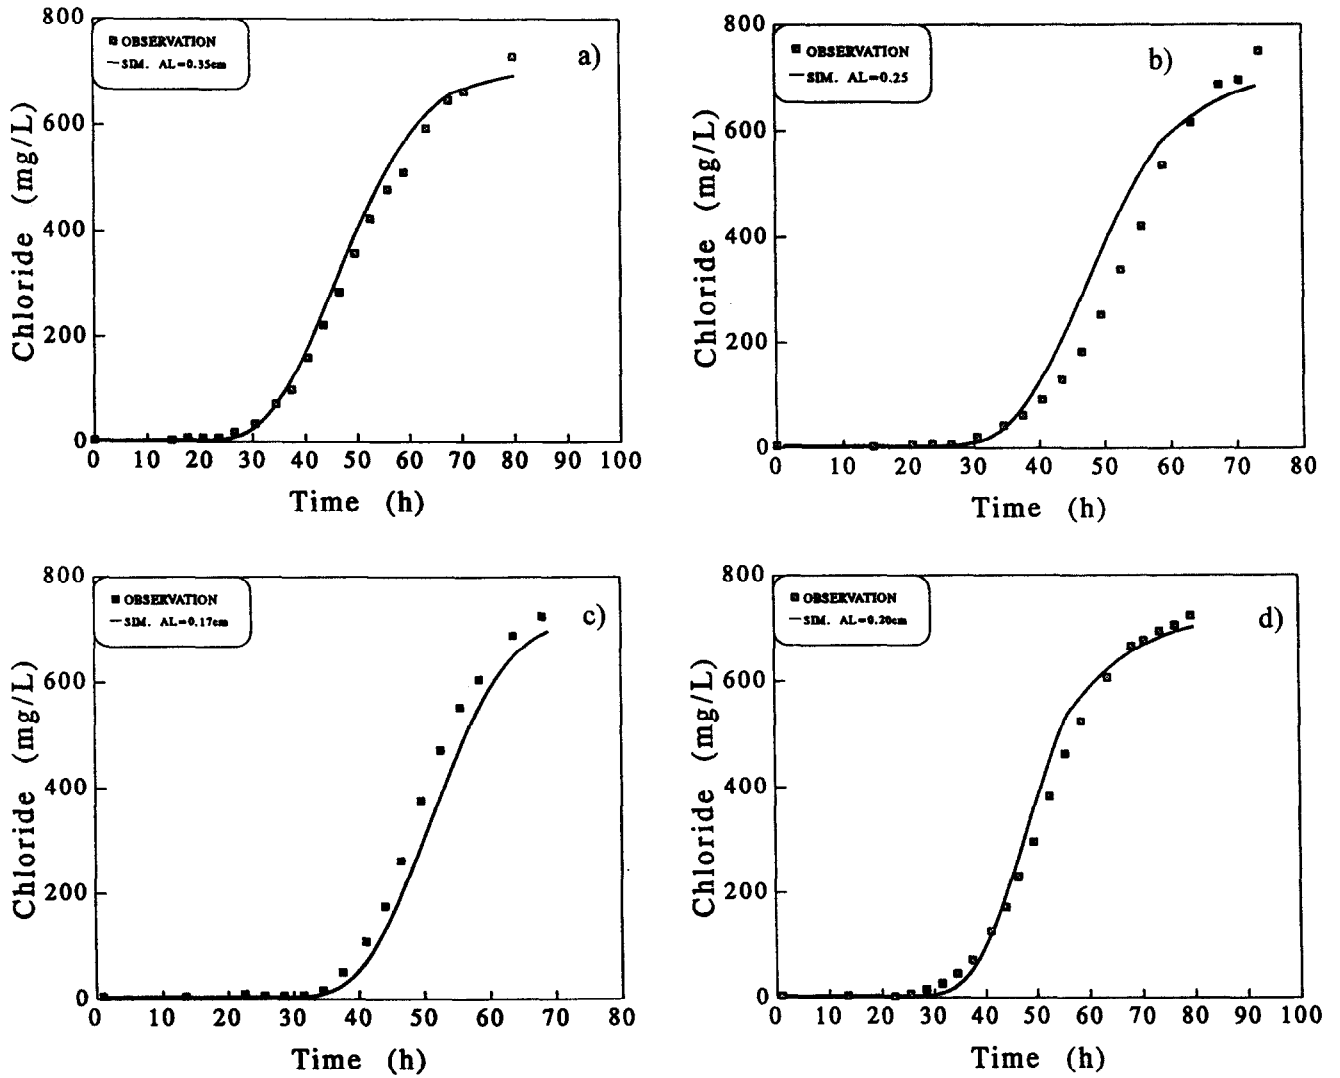 800
600
400
200
0
Chloride (mg/L)
OBSERVATION
SIM. AL=0.35cm
a)
0 10 20 30 40 50 60 70 80 90 100
Time (h)
800
600
400
200
0
Chloride (mg/L)
OBSERVATION
SIM. AL=0.25
b)
0 10 20 30 40 50 60 70 80
Time (h)
800
600
400
200
0
Chloride (mg/L)
OBSERVATION
SIM. AL=0.17cm
c)
0 10 20 30 40 50 60 70 80
Time (h)
800
600
400
200
0
Chloride (mg/L)
OBSERVATION
SIM. AL=0.20cm
d)
0 10 20 30 40 50 60 70 80 90 100
Time (h)